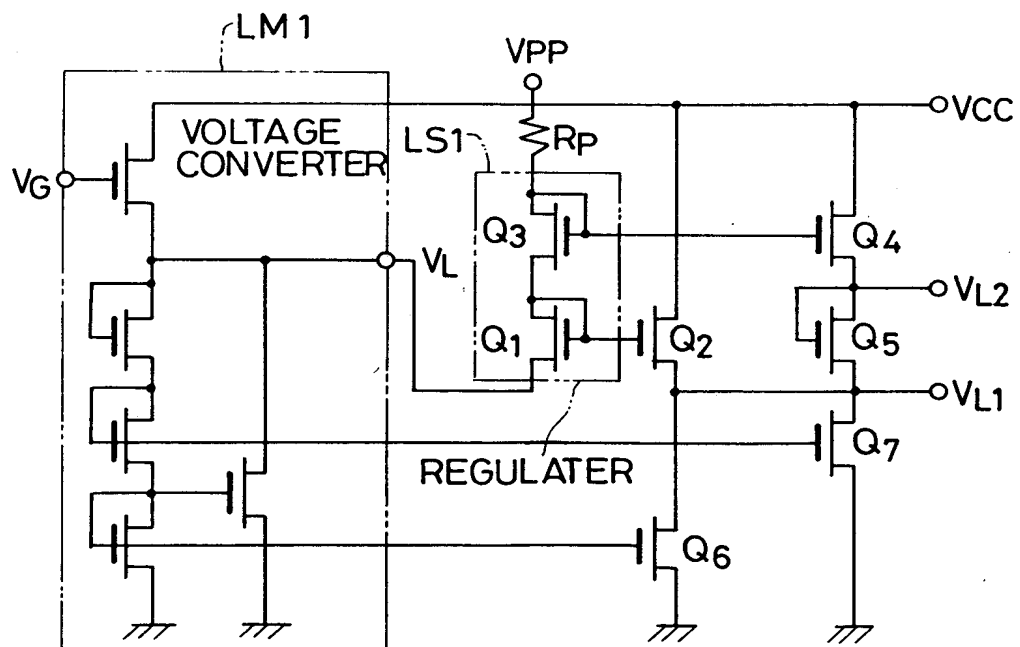 LM1
VPP
VCC
VOLTAGE
CONVERTER
LS1
RP
VG
Q3
Q4
VL
VL2
Q1
Q2
Q5
VL1
REGULATER
Q7
Q6